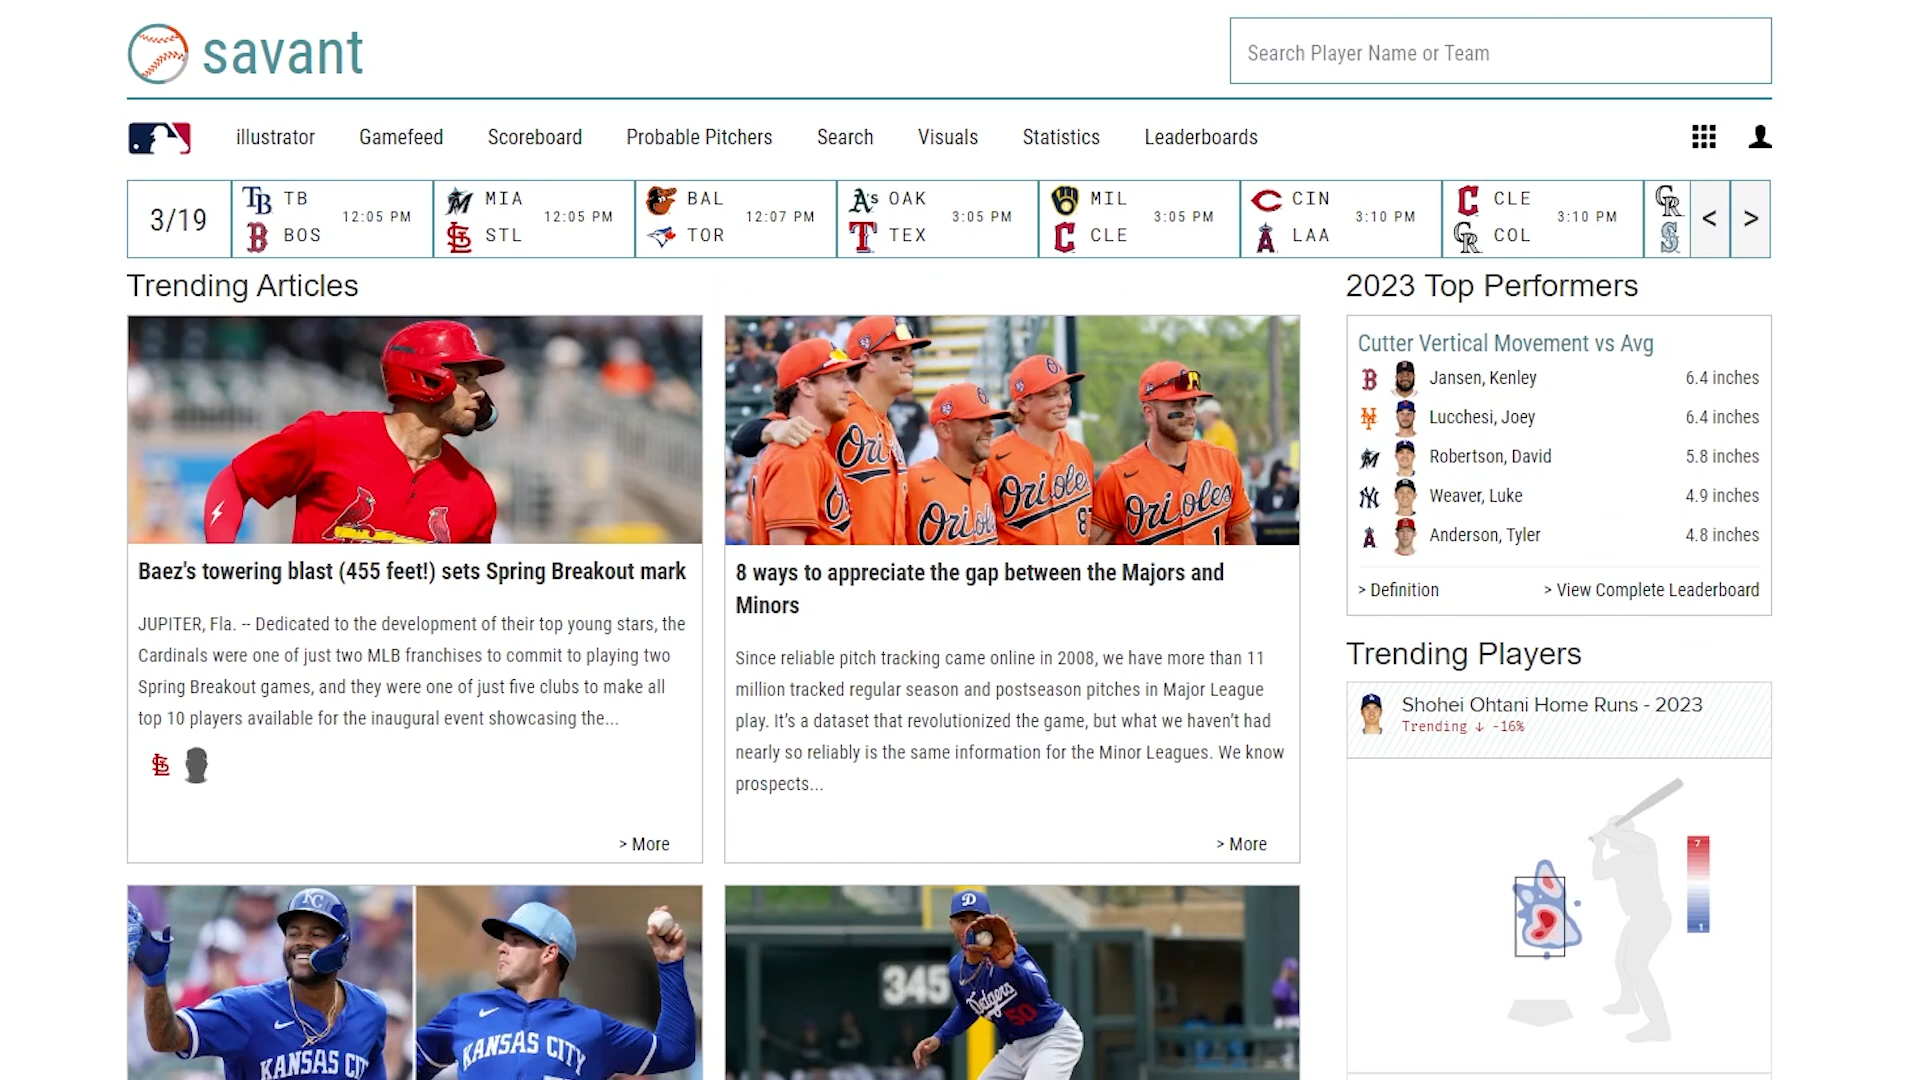 savant
Search Player Name or Team
illustrator Gamefeed Scoreboard Probable Pitchers Search Visuals Statistics Leaderboards
3/19
TB
BOS
12:05 PM
MIA
STL
12:05 PM
BAL
TOR
12:07 PM
OAK
TEX
3:05 PM
MIL
CLE
3:05 PM
CIN
LAA
3:10 PM
CLE
COL
3:10 PM
< >
Trending Articles
Orioles
Baez's towering blast (455 feet!) sets Spring Breakout mark
JUPITER, Fla. -- Dedicated to the development of their top young stars, the
Cardinals were one of just two MLB franchises to commit to playing two
Spring Breakout games, and they were one of just five clubs to make all
top 10 players available for the inaugural event showcasing the...
> More
8 ways to appreciate the gap between the Majors and
Minors
Since reliable pitch tracking came online in 2008, we have more than 11
million tracked regular season and postseason pitches in Major League
play. It's a dataset that revolutionized the game, but what we haven't had
nearly so reliably is the same information for the Minor Leagues. We know
prospects...
> More
KC
KANSAS CIT
KANSAS CITY
345
Dodgers
50
2023 Top Performers
Cutter Vertical Movement vs Avg
Jansen, Kenley 6.4 inches
Lucchesi, Joey 6.4 inches
Robertson, David 5.8 inches
Weaver, Luke 4.9 inches
Anderson, Tyler 4.8 inches
> Definition > View Complete Leaderboard
Trending Players
Shohei Ohtani Home Runs - 2023
Trending ↓ -16%
7
1